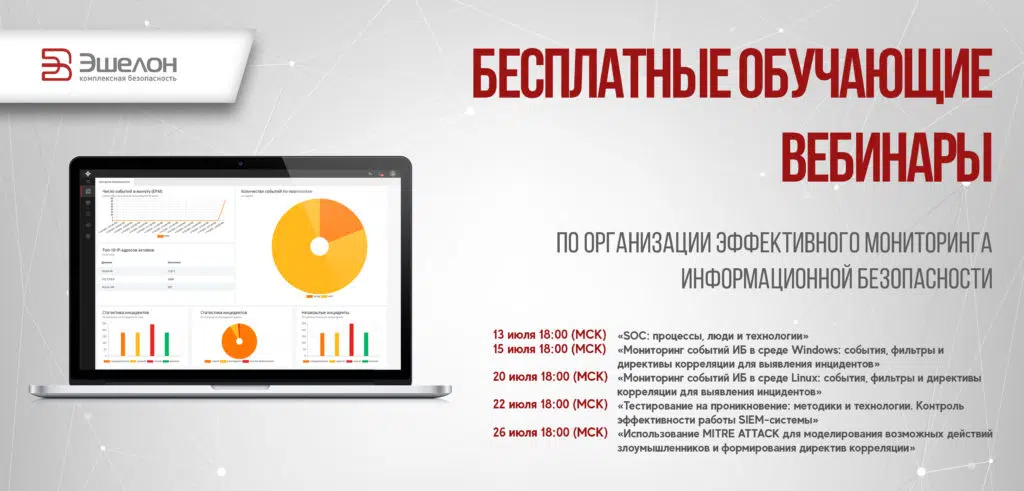 Эшелон
комплексная безопасность
БЕСПЛАТНЫЕ ОБУЧАЮЩИЕ
ВЕБИНАРЫ
ПО ОРГАНИЗАЦИИ ЭФФЕКТИВНОГО МОНИТОРИНГА
ИНФОРМАЦИОННОЙ БЕЗОПАСНОСТИ
13 июля 18:00 (МСК) «SOC: процессы, люди и технологии»
15 июля 18:00 (МСК) «Мониторинг событий ИБ в среде Windows: события, фильтры и
директивы корреляции для выявления инцидентов»
20 июля 18:00 (МСК) «Мониторинг событий ИБ в среде Linux: события, фильтры и директивы
корреляции для выявления инцидентов»
22 июля 18:00 (МСК) «Тестирование на проникновение: методики и технологии. Контроль
эффективности работы SIEM-системы»
26 июля 18:00 (МСК) «Использование MITRE ATTACK для моделирования возможных действий
злоумышленников и формирования директив корреляции»
Число событий в минуту (EPM)
Количество событий по
Топ-10 IP-адресов активов
Статистика инцидентов
Статистика инцидентов
Незакрытые инциденты